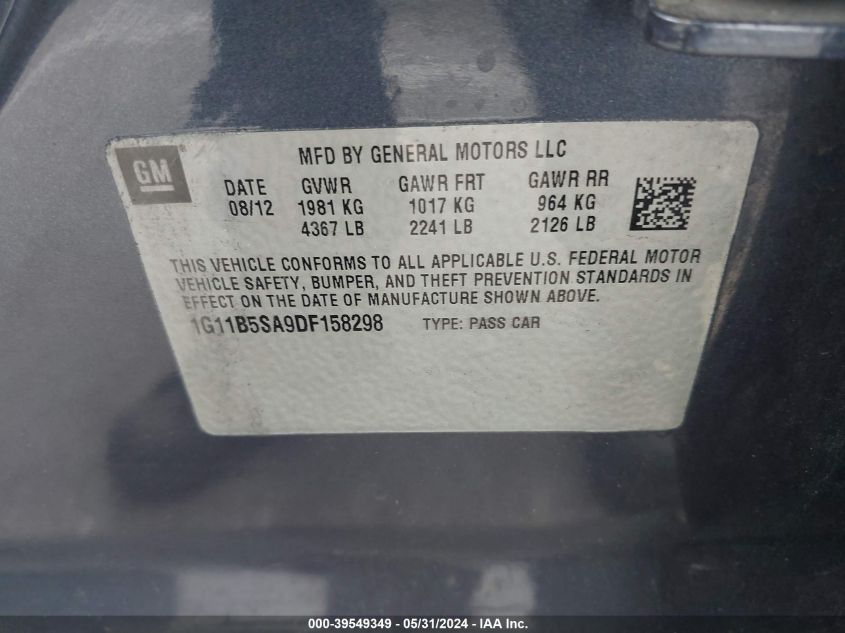 GM
MFD BY GENERAL MOTORS LLC
DATE GVWR GAWR FRT GAWR RR
08/12 1981 KG 1017 KG 964 KG
4367 LB 2241 LB 2126 LB
THIS VEHICLE CONFORMS TO ALL APPLICABLE U.S. FEDERAL MOTOR
VEHICLE SAFETY, BUMPER, AND THEFT PREVENTION STANDARDS IN
EFFECT ON THE DATE OF MANUFACTURE SHOWN ABOVE.
1G11B5SA9DF158298 TYPE: PASS CAR
000-39549349 - 05/31/2024 - IAA Inc.